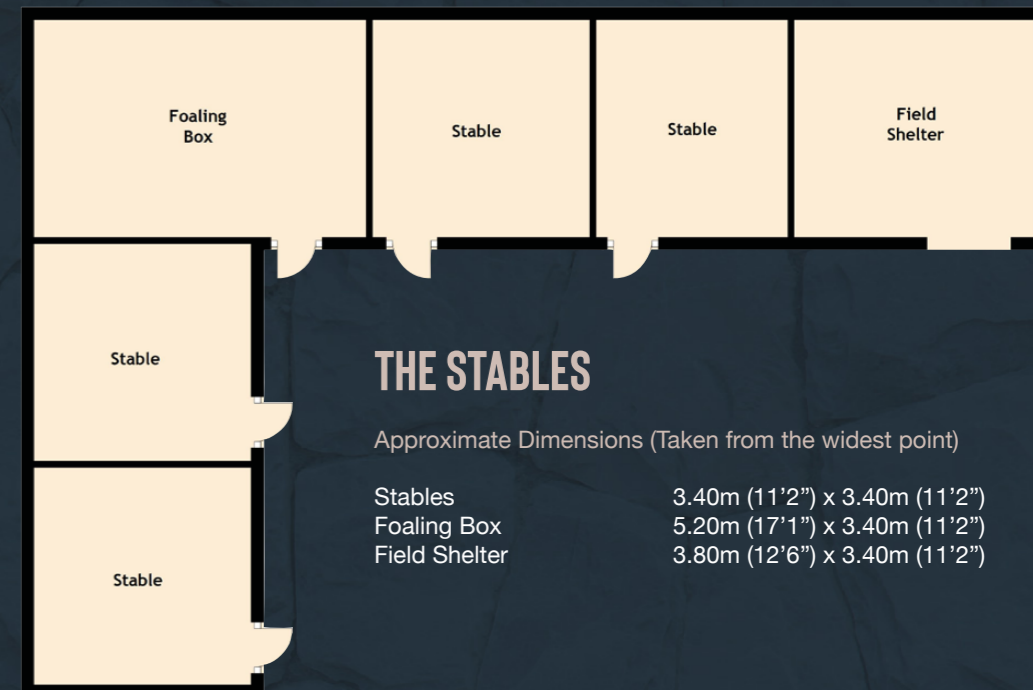 Foaling
Box
Stable
Stable
Field
Shelter
Stable
Stable
THE STABLES
Approximate Dimensions (Taken from the widest point)
Stables 3.40m (11’2”) x 3.40m (11’2”)
Foaling Box 5.20m (17’1”) x 3.40m (11’2”)
Field Shelter 3.80m (12’6”) x 3.40m (11’2”)